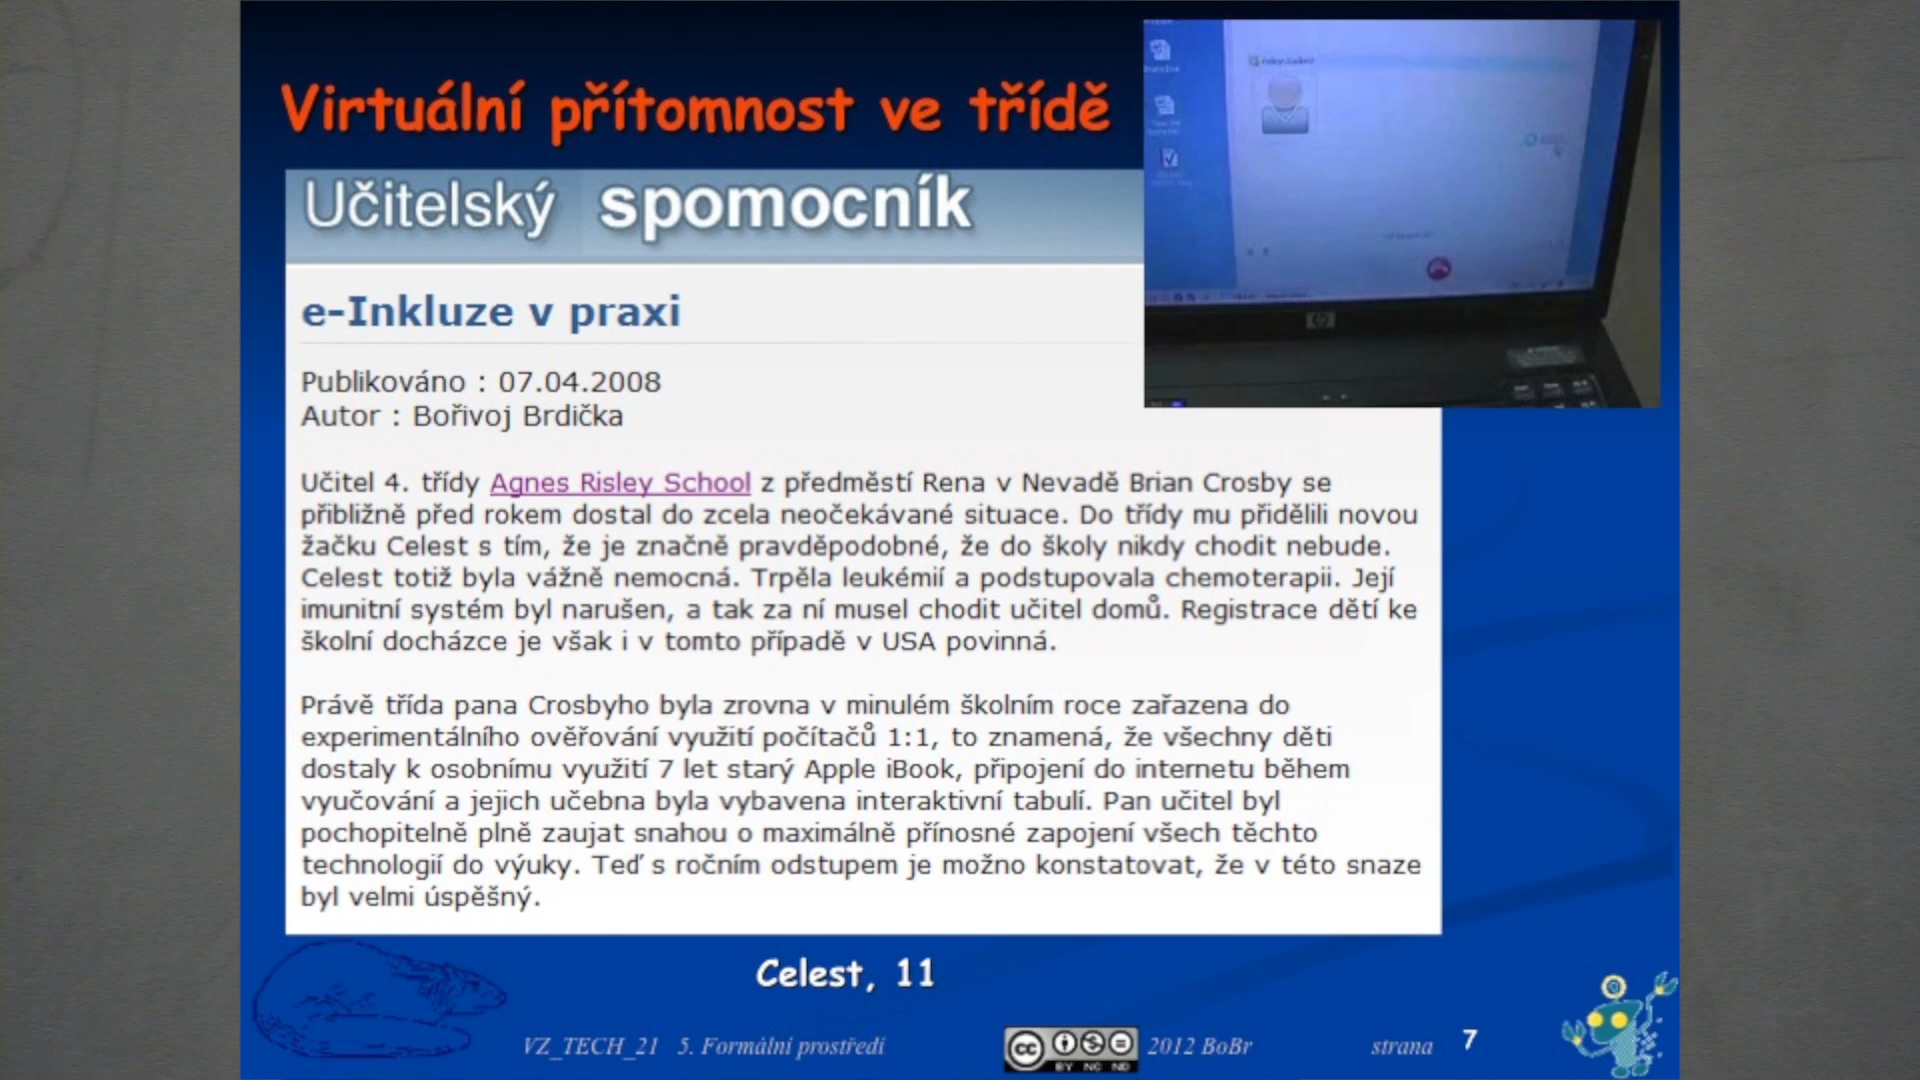 Virtuální přítomnost ve třídě
Učitelský spomocník
e-Inkluze v praxi
Publikováno : 07.04.2008
Autor : Bořivoj Brdička
Učitel 4. třídy Agnes Risley School z předměstí Rena v Nevadě Brian Crosby se
přibližně před rokem dostal do zcela neočekávané situace. Do třídy mu přidělili novou
žačku Celest s tím, že je značně pravděpodobné, že do školy nikdy chodit nebude.
Celest totiž byla vážně nemocná. Trpěla leukémií a podstupovala chemoterapii. Její
imunitní systém byl narušen, a tak za ní musel chodit učitel domů. Registrace dětí ke
školní docházce je však i v tomto případě v USA povinná.
Právě třída pana Crosbyho byla zrovna v minulém školním roce zařazena do
experimentálního ověřování využití počítačů 1:1, to znamená, že všechny děti
dostaly k osobnímu využití 7 let starý Apple iBook, připojení do internetu během
vyučování a jejich učebna byla vybavena interaktivní tabulí. Pan učitel byl
pochopitelně plně zaujat snahou o maximálně přínosné zapojení všech těchto
technologií do výuky. Teď s ročním odstupem je možno konstatovat, že v této snaze
byl velmi úspěšný.
Celest, 11
VZ_TECH_21 5. Formální prostředí
cc BY NC ND
2012 BoBr
strana 7
hp